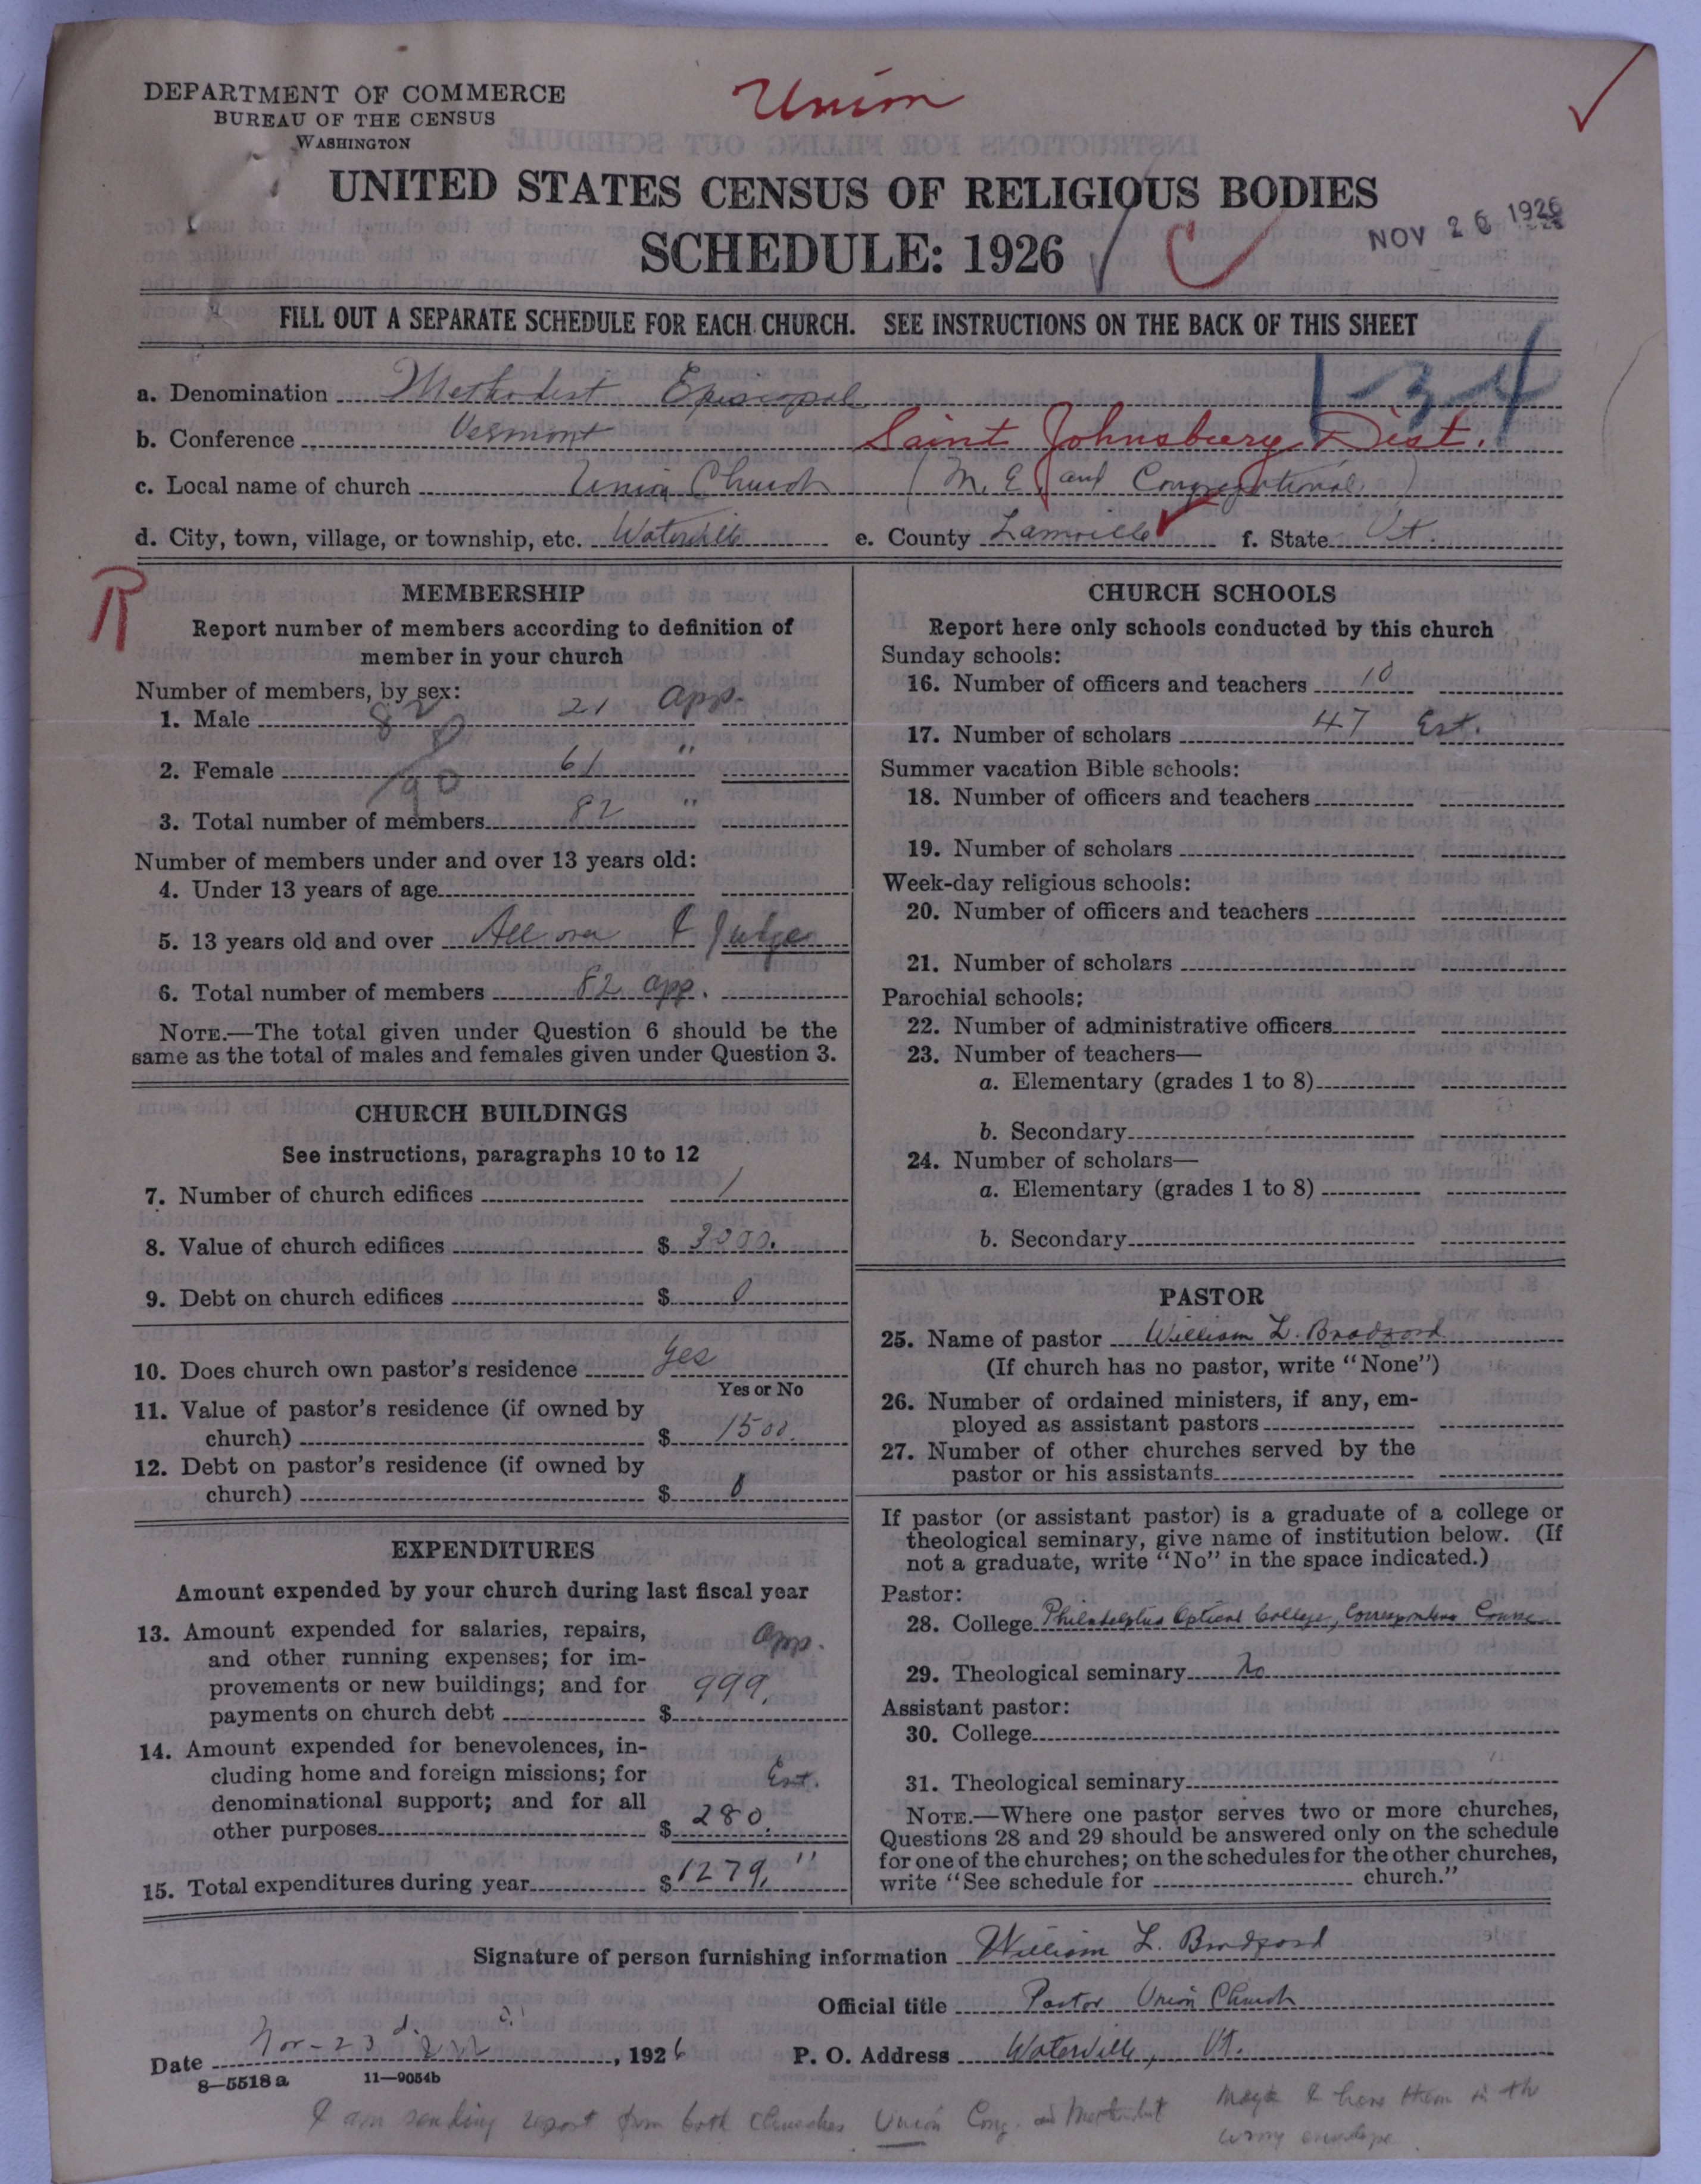 DEPARTMENT OF COMMERCE
BUREAU OF THE CENSUS
WASHINGTON
Union
UNITED STATES CENSUS OF RELIGIOUS BODIES
SCHEDULE: 1926
C
NOV 26 1926
FILL OUT A SEPARATE SCHEDULE FOR EACH CHURCH. SEE INSTRUCTIONS ON THE BACK OF THIS SHEET
1-34
a. Denomination Methodist Episcopal
b. Conference Vermont Saint Johnsbury Dist.
c. Local name of church Union Church (M. E and Congregational)
d. City, town, village, or township, etc. Waterville e. County Lamoille f. State Vt.
R
MEMBERSHIP
Report number of members according to definition of
member in your church
Number of members, by sex:
1. Male 21 app.
82
8
2. Female 61 "
190
3. Total number of members 82 "
Number of members under and over 13 years old:
4. Under 13 years of age
5. 13 years old and over All over I Judge
6. Total number of members 82 app.
NOTE.—The total given under Question 6 should be the
same as the total of males and females given under Question 3.
CHURCH BUILDINGS
See instructions, paragraphs 10 to 12
7. Number of church edifices 1
8. Value of church edifices $ 3000.
9. Debt on church edifices $ 0
10. Does church own pastor's residence Yes
Yes or No
11. Value of pastor's residence (if owned by
church) $ 1500.
12. Debt on pastor's residence (if owned by
church) $ 0
EXPENDITURES
Amount expended by your church during last fiscal year
13. Amount expended for salaries, repairs,
and other running expenses; for im-
provements or new buildings; and for
payments on church debt $ 999. app.
14. Amount expended for benevolences, in-
cluding home and foreign missions; for
denominational support; and for all
other purposes $ 280. Est.
15. Total expenditures during year $ 1279. "
CHURCH SCHOOLS
Report here only schools conducted by this church
Sunday schools:
16. Number of officers and teachers 10
17. Number of scholars 47 Est.
Summer vacation Bible schools:
18. Number of officers and teachers
19. Number of scholars
Week-day religious schools:
20. Number of officers and teachers
21. Number of scholars
Parochial schools:
22. Number of administrative officers
23. Number of teachers—
a. Elementary (grades 1 to 8)
b. Secondary
24. Number of scholars—
a. Elementary (grades 1 to 8)
b. Secondary
PASTOR
25. Name of pastor William L. Bradford
(If church has no pastor, write "None")
26. Number of ordained ministers, if any, em-
ployed as assistant pastors
27. Number of other churches served by the
pastor or his assistants
If pastor (or assistant pastor) is a graduate of a college or
theological seminary, give name of institution below. (If
not a graduate, write "No" in the space indicated.)
Pastor:
28. College Philadelphia Optical College, Correspondence Course
29. Theological seminary No
Assistant pastor:
30. College
31. Theological seminary
NOTE.—Where one pastor serves two or more churches,
Questions 28 and 29 should be answered only on the schedule
for one of the churches; on the schedules for the other churches,
write "See schedule for church."
Signature of person furnishing information William L. Bradford
Official title Pastor Union Church
Date Nov-23 d. , 1926 P. O. Address Waterville, Vt.
8—5518a 11—9054b
I am sending report from both Churches Union Cong. and Methodist Maybe I have them in the
wrong envelope